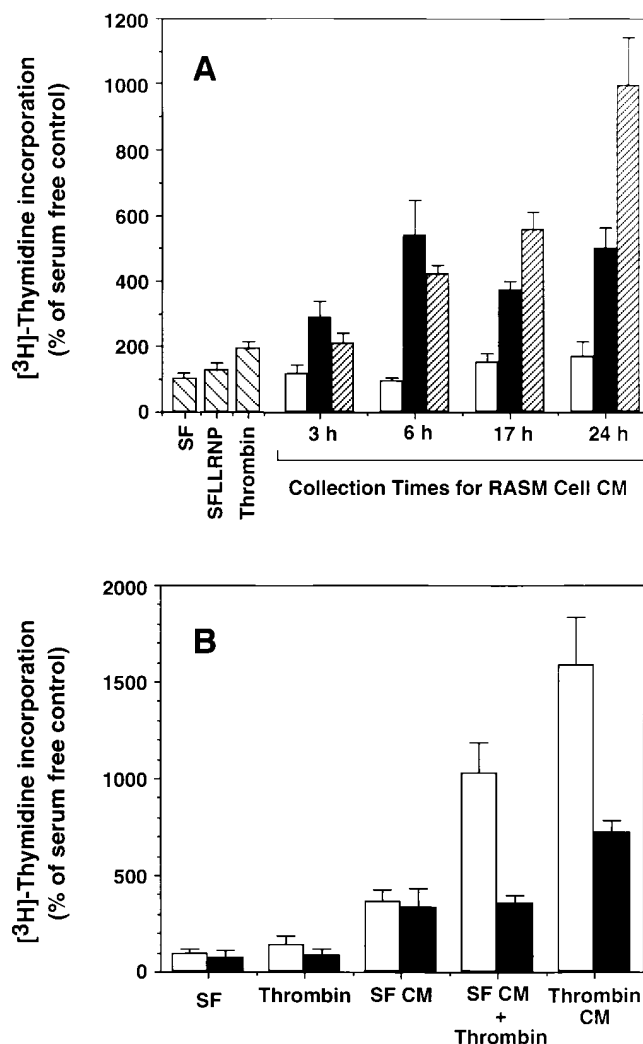 A
[3H]-Thymidine incorporation
(% of serum free control)
1200
1000
800
600
400
200
0
SF
SFLLRNP
Thrombin
3 h
6 h
17 h
24 h
Collection Times for RASM Cell CM
B
[3H]-Thymidine incorporation
(% of serum free control)
2000
1500
1000
500
0
SF
Thrombin
SF CM
SF CM
+
Thrombin
Thrombin
CM